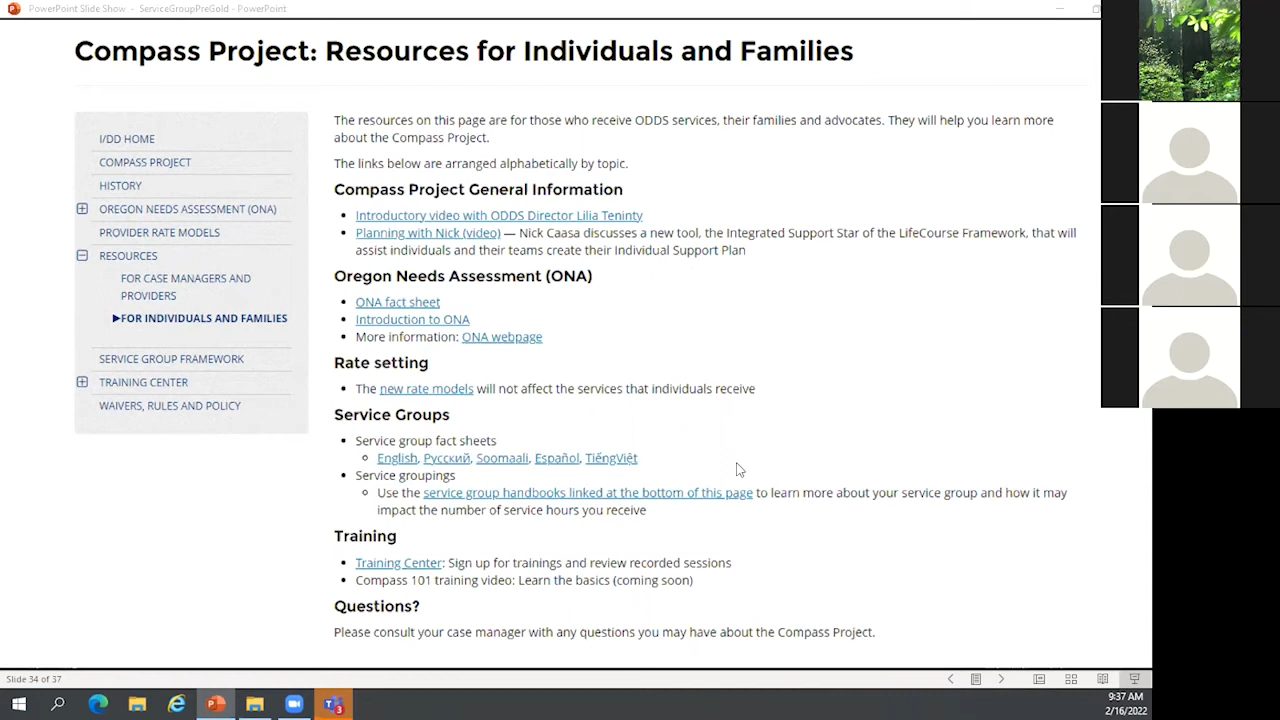 PowerPoint Slide Show - ServiceGroupPreGold - PowerPoint
Compass Project: Resources for Individuals and Families
I/DD HOME
COMPASS PROJECT
HISTORY
OREGON NEEDS ASSESSMENT (ONA)
PROVIDER RATE MODELS
RESOURCES
FOR CASE MANAGERS AND
PROVIDERS
▶FOR INDIVIDUALS AND FAMILIES
SERVICE GROUP FRAMEWORK
TRAINING CENTER
WAIVERS, RULES AND POLICY
The resources on this page are for those who receive ODDS services, their families and advocates. They will help you learn more
about the Compass Project.
The links below are arranged alphabetically by topic.
Compass Project General Information
• Introductory video with ODDS Director Lilia Teninty
• Planning with Nick (video) — Nick Caasa discusses a new tool, the Integrated Support Star of the LifeCourse Framework, that will
assist individuals and their teams create their Individual Support Plan
Oregon Needs Assessment (ONA)
• ONA fact sheet
• Introduction to ONA
• More information: ONA webpage
Rate setting
• The new rate models will not affect the services that individuals receive
Service Groups
• Service group fact sheets
○ English, Русский, Soomaali, Español, TiếngViệt
• Service groupings
○ Use the service group handbooks linked at the bottom of this page to learn more about your service group and how it may
impact the number of service hours you receive
Training
• Training Center: Sign up for trainings and review recorded sessions
• Compass 101 training video: Learn the basics (coming soon)
Questions?
Please consult your case manager with any questions you may have about the Compass Project.
Slide 34 of 37
3
9:37 AM
2/16/2022